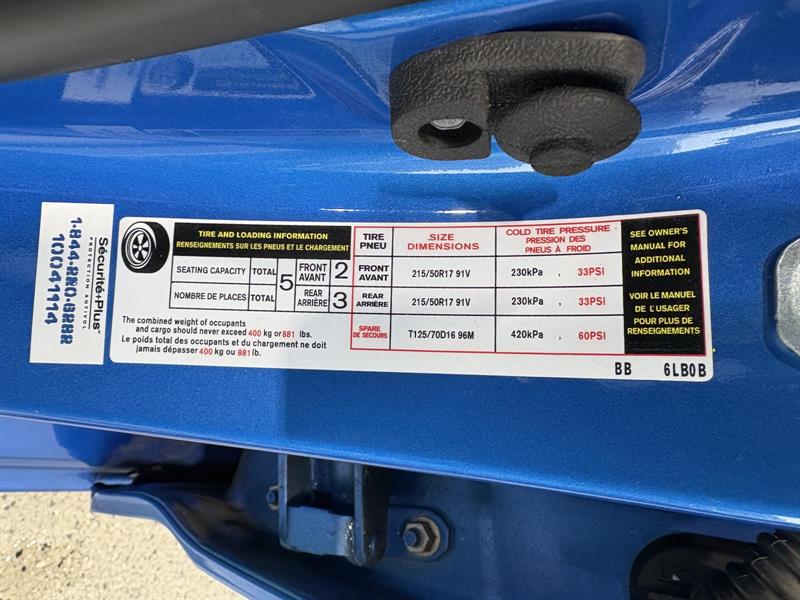 Sécurité+Plus
PROTECTION ANTIVOL
TIRE AND LOADING INFORMATION
RENSEIGNEMENTS SUR LES PNEUS ET LE CHARGEMENT
SEATING CAPACITY TOTAL 5 FRONT AVANT 2
NOMBRE DE PLACES TOTAL REAR ARRIÈRE 3
The combined weight of occupants
and cargo should never exceed 400 kg or 881 lbs.
Le poids total des occupants et du chargement ne doit
jamais dépasser 400 kg ou 881 lb.
TIRE PNEU SIZE DIMENSIONS COLD TIRE PRESSURE PRESSION DES PNEUS À FROID
FRONT AVANT 215/50R17 91V 230kPa , 33PSI
REAR ARRIÈRE 215/50R17 91V 230kPa , 33PSI
SPARE DE SECOURS T125/70D16 96M 420kPa , 60PSI
SEE OWNER'S
MANUAL FOR
ADDITIONAL
INFORMATION
VOIR LE MANUEL
DE L'USAGER
POUR PLUS DE
RENSEIGNEMENTS
BB 6LB0B